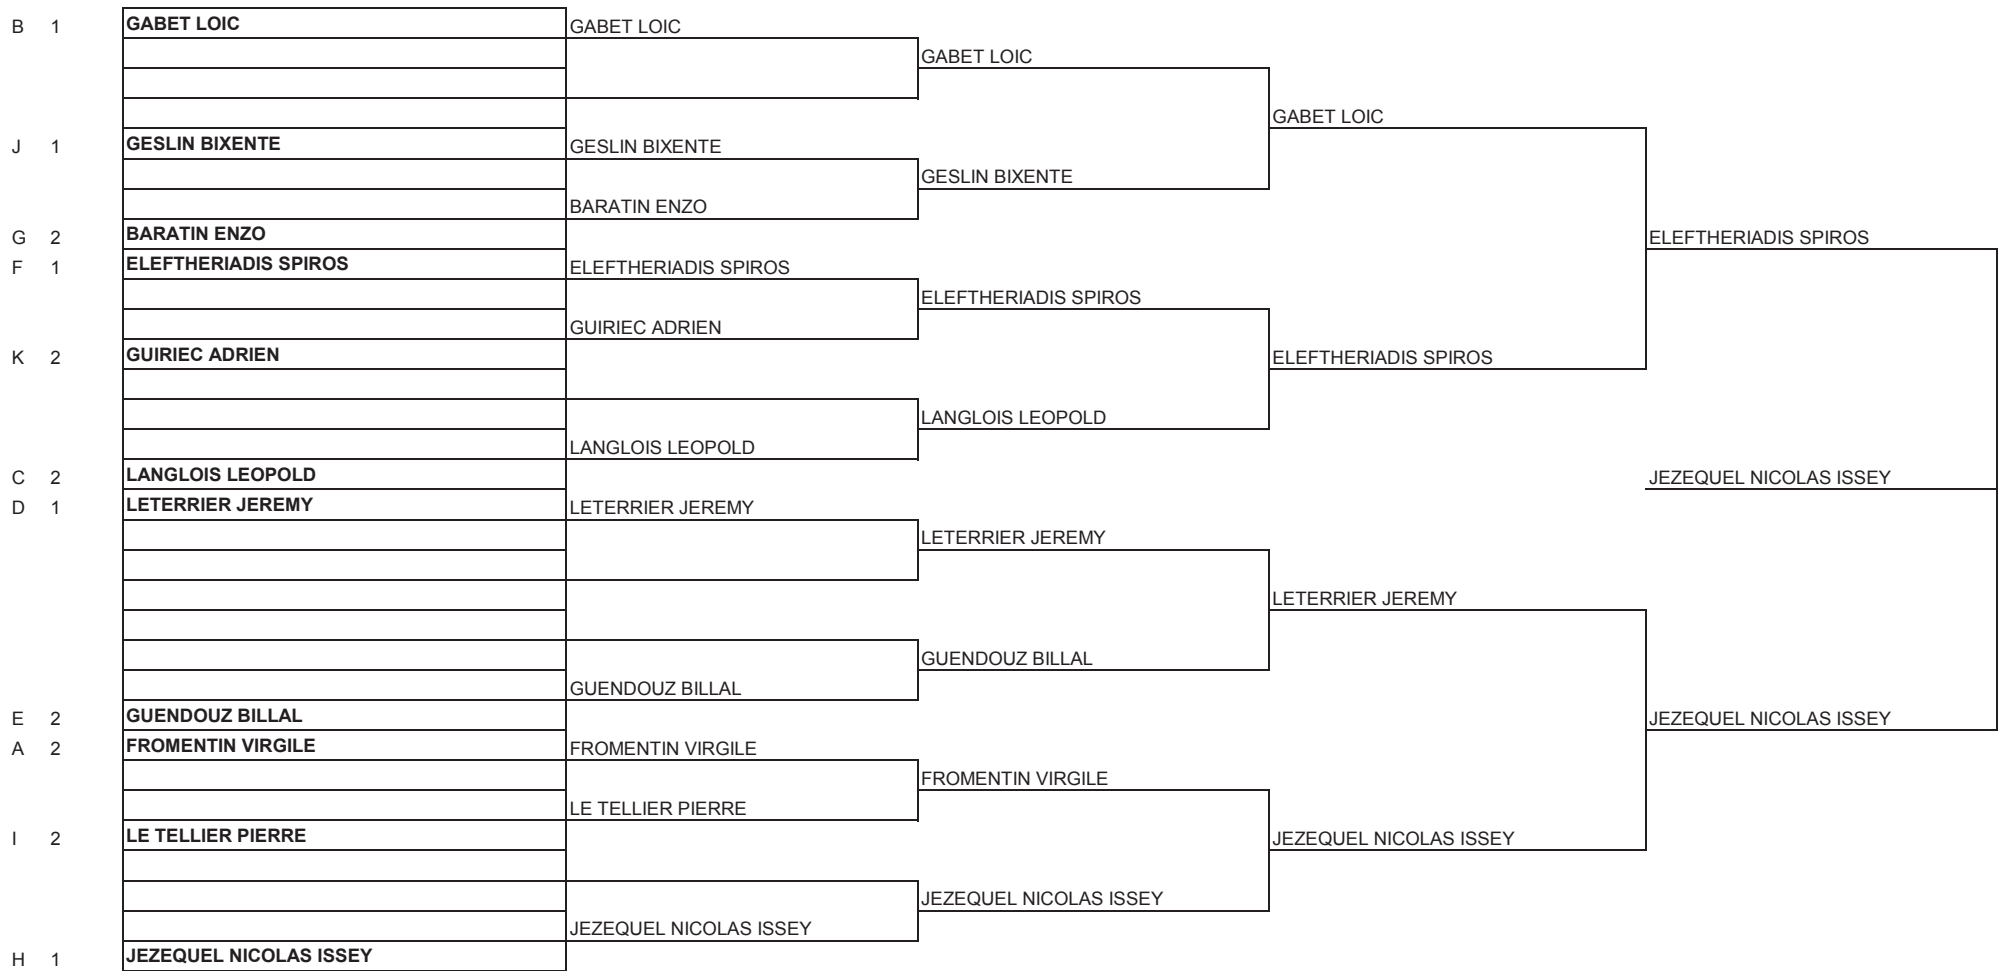 B 1 GABET LOIC GABET LOIC
GABET LOIC
GABET LOIC
J 1 GESLIN BIXENTE GESLIN BIXENTE
GESLIN BIXENTE
BARATIN ENZO
G 2 BARATIN ENZO ELEFTHERIADIS SPIROS
F 1 ELEFTHERIADIS SPIROS ELEFTHERIADIS SPIROS
ELEFTHERIADIS SPIROS
GUIRIEC ADRIEN
K 2 GUIRIEC ADRIEN ELEFTHERIADIS SPIROS
LANGLOIS LEOPOLD
LANGLOIS LEOPOLD
C 2 LANGLOIS LEOPOLD JEZEQUEL NICOLAS ISSEY
D 1 LETERRIER JEREMY LETERRIER JEREMY
LETERRIER JEREMY
LETERRIER JEREMY
GUENDOUZ BILLAL
GUENDOUZ BILLAL
E 2 GUENDOUZ BILLAL JEZEQUEL NICOLAS ISSEY
A 2 FROMENTIN VIRGILE FROMENTIN VIRGILE
FROMENTIN VIRGILE
LE TELLIER PIERRE
I 2 LE TELLIER PIERRE JEZEQUEL NICOLAS ISSEY
JEZEQUEL NICOLAS ISSEY
JEZEQUEL NICOLAS ISSEY
H 1 JEZEQUEL NICOLAS ISSEY